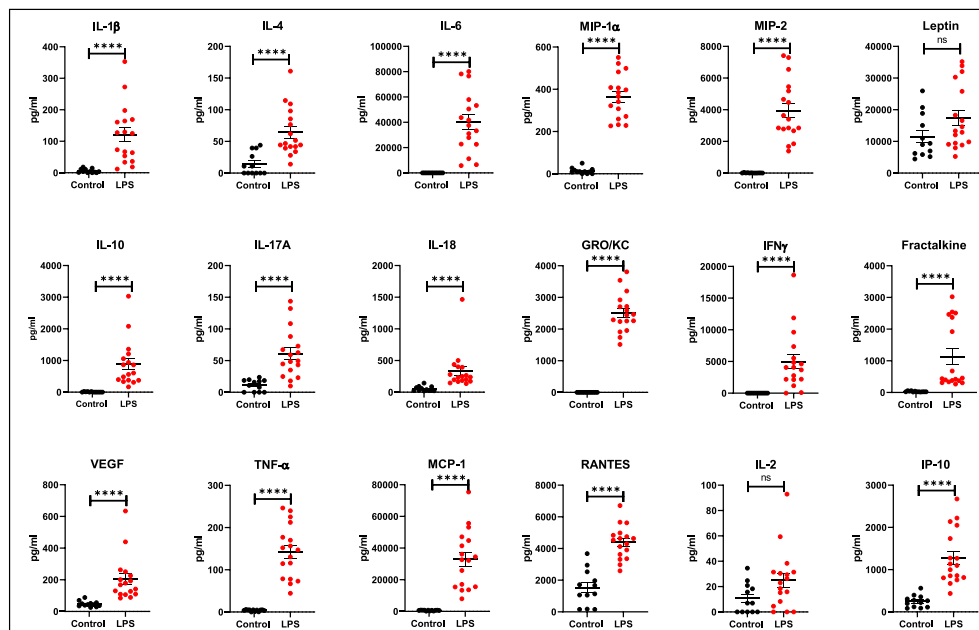 IL-1β
****
pg/ml
400
300
200
100
0
Control LPS
IL-4
****
pg/ml
200
150
100
50
0
Control LPS
IL-6
****
pg/ml
100000
80000
60000
40000
20000
0
Control LPS
MIP-1α
****
pg/ml
600
400
200
0
Control LPS
MIP-2
****
pg/ml
8000
6000
4000
2000
0
Control LPS
Leptin
ns
pg/ml
40000
30000
20000
10000
0
Control LPS
IL-10
****
pg/ml
4000
3000
2000
1000
0
Control LPS
IL-17A
****
pg/ml
200
150
100
50
0
Control LPS
IL-18
****
pg/ml
2000
1500
1000
500
0
Control LPS
GRO/KC
****
pg/ml
4000
3000
2000
1000
0
Control LPS
IFNγ
****
pg/ml
20000
15000
10000
5000
0
Control LPS
Fractalkine
****
pg/ml
4000
3000
2000
1000
0
Control LPS
VEGF
****
pg/ml
800
600
400
200
0
Control LPS
TNF-α
****
pg/ml
300
200
100
0
Control LPS
MCP-1
****
pg/ml
80000
60000
40000
20000
0
Control LPS
RANTES
****
pg/ml
8000
6000
4000
2000
0
Control LPS
IL-2
ns
pg/ml
100
80
60
40
20
0
Control LPS
IP-10
****
pg/ml
3000
2000
1000
0
Control LPS